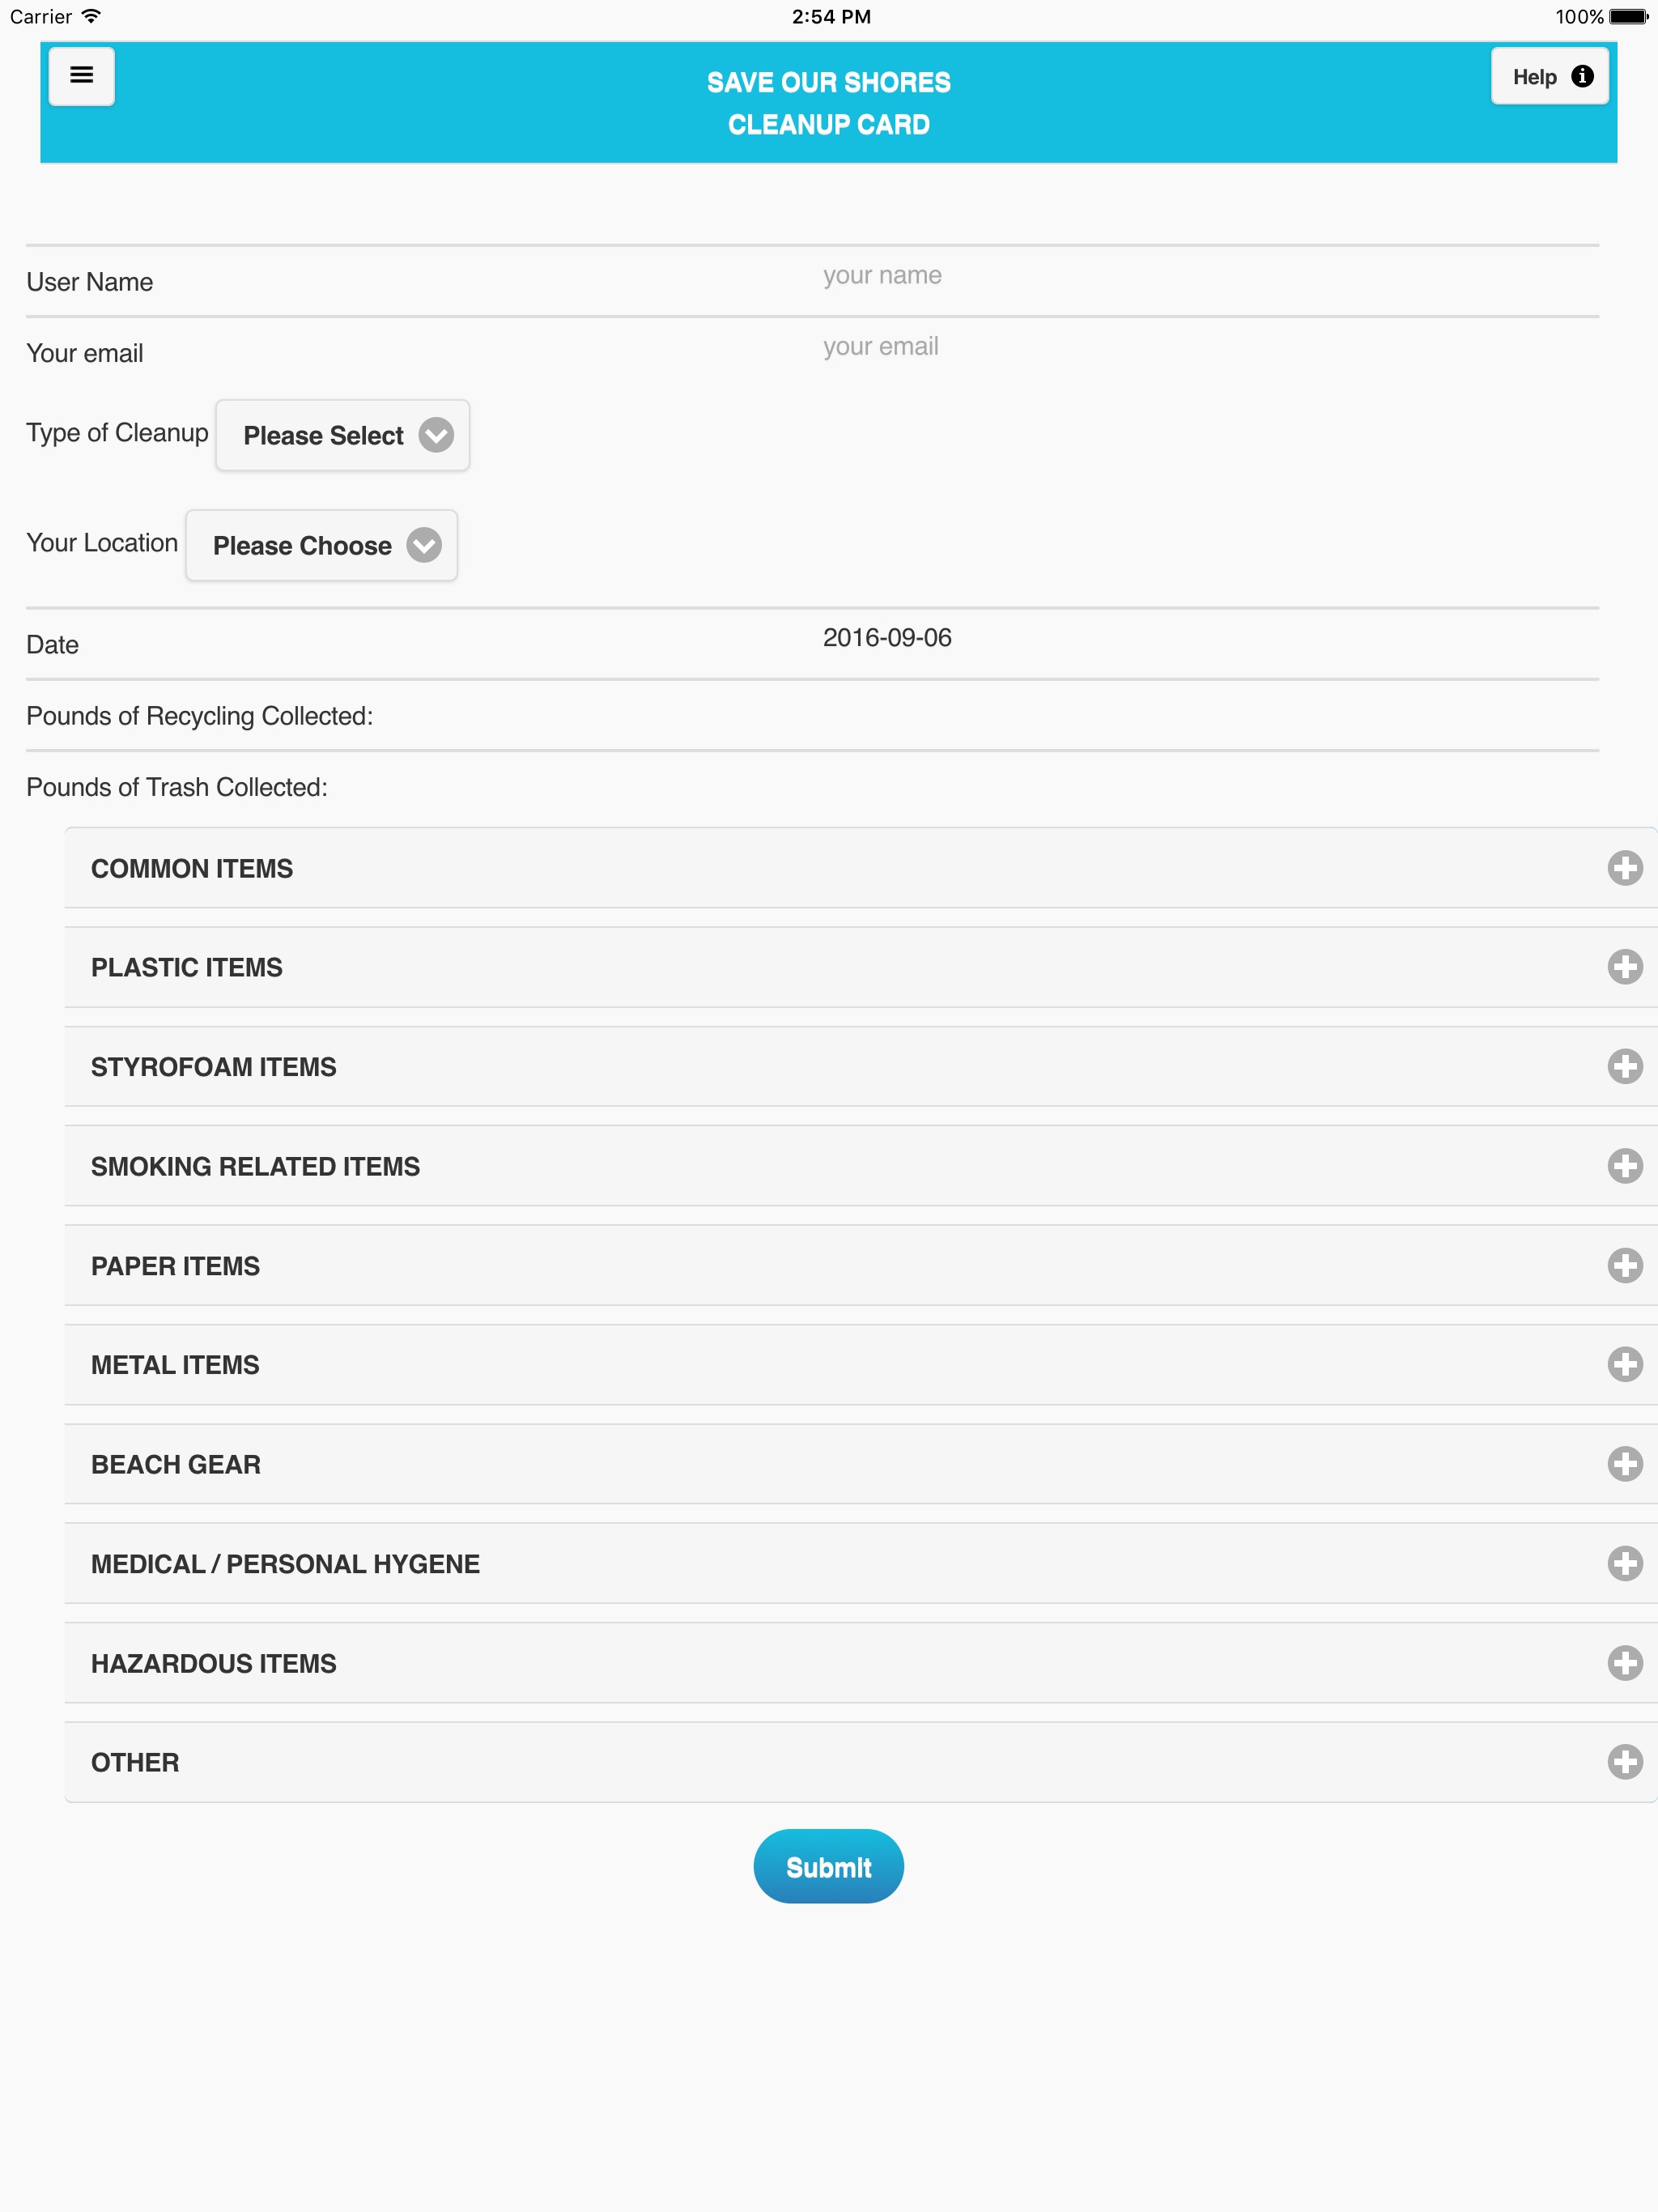 Carrier 2:54 PM 100%
SAVE OUR SHORES
CLEANUP CARD
Help
User Name your name
Your email your email
Type of Cleanup Please Select
Your Location Please Choose
Date 2016-09-06
Pounds of Recycling Collected:
Pounds of Trash Collected:
COMMON ITEMS
PLASTIC ITEMS
STYROFOAM ITEMS
SMOKING RELATED ITEMS
PAPER ITEMS
METAL ITEMS
BEACH GEAR
MEDICAL / PERSONAL HYGENE
HAZARDOUS ITEMS
OTHER
Submit